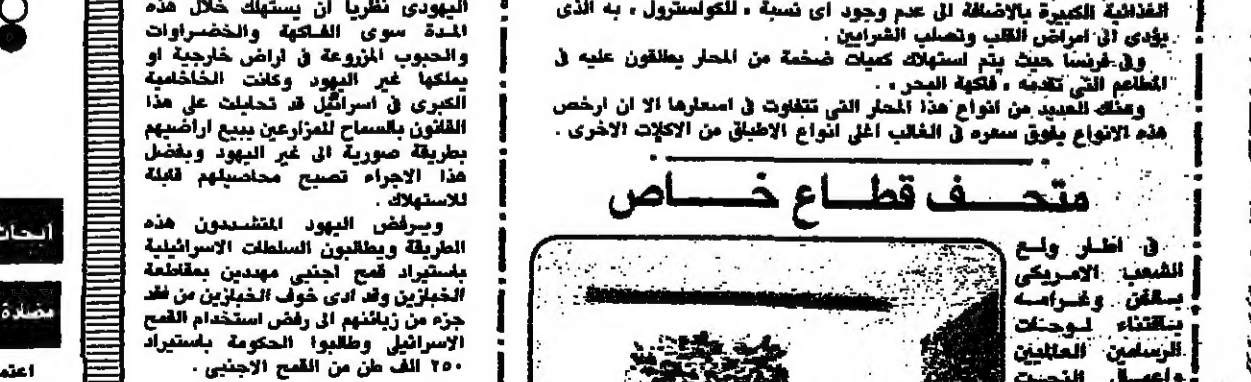 الغذائية الكبيرة بالاضافة الى عدم وجود اى نسبة « للكولسترول » به الذى
يؤدى الى امراض القلب وتصلب الشرايين .
وفى فرنسا حيث يتم استهلاك كميات ضخمة من المحار يطلقون عليه فى
المطاعم التى تقدمه « فاكهة البحر » .
وهناك العديد من انواع هذا المحار التى تتفاوت فى اسعارها الا ان ارخص
هذه الانواع يفوق سعره فى الغالب اغلى انواع الاطباق من الاكلات الاخرى .
متحف قطاع خاص
فى اطار ولع
الشعب الامريكى
بالفن وغرامه
باقتناء لوحات
الرسامين العالميين
واعمال النحت
اليهودى نظريا ان يستهلك خلال هذه
المدة سوى الفاكهة والخضراوات
والحبوب المزروعة فى اراض خارجية او
يملكها غير اليهود وكانت الخاخامية
الكبرى فى اسرائيل قد تحايلت على هذا
القانون بالسماح للمزارعين ببيع اراضيهم
بطريقة صورية الى غير اليهود وبفضل
هذا الاجراء تصبح محاصيلهم قابلة
للاستهلاك .
ويرفض اليهود المتشددون هذه
الطريقة ويطالبون السلطات الاسرائيلية
باستيراد قمح اجنبى مهددين بمقاطعة
الخبازين وقد ادى خوف الخبازين من فقد
جزء من زبائنهم الى رفض استخدام القمح
الاسرائيلى وطالبوا الحكومة باستيراد
٢٥٠ الف طن من القمح الاجنبى .
أبحاث
مضادة
اعتم